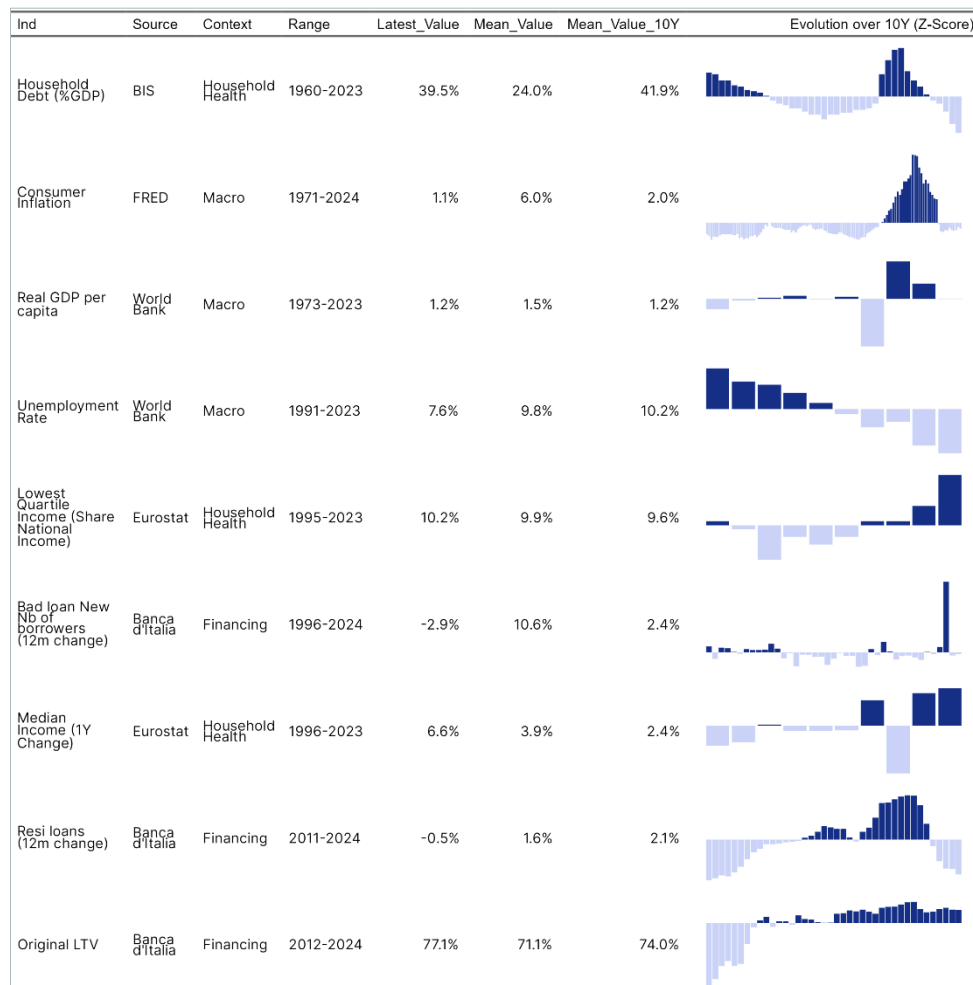 Ind Source Context Range Latest_Value Mean_Value Mean_Value_10Y Evolution over 10Y (Z-Score)
Household
Debt (%GDP) BIS Household
Health 1960-2023 39.5% 24.0% 41.9%
Consumer
Inflation FRED Macro 1971-2024 1.1% 6.0% 2.0%
Real GDP per
capita World
Bank Macro 1973-2023 1.2% 1.5% 1.2%
Unemployment
Rate World
Bank Macro 1991-2023 7.6% 9.8% 10.2%
Lowest
Quartile
Income (Share
National
Income) Eurostat Household
Health 1995-2023 10.2% 9.9% 9.6%
Bad loan New
Nb of
borrowers
(12m change) Banca
d'Italia Financing 1996-2024 -2.9% 10.6% 2.4%
Median
Income (1Y
Change) Eurostat Household
Health 1996-2023 6.6% 3.9% 2.4%
Resi loans
(12m change) Banca
d'Italia Financing 2011-2024 -0.5% 1.6% 2.1%
Original LTV Banca
d'Italia Financing 2012-2024 77.1% 71.1% 74.0%